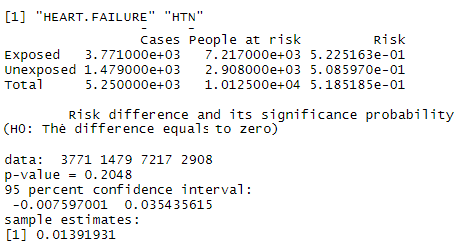 [1] "HEART.FAILURE" "HTN"
Cases People at risk Risk
Exposed 3.771000e+03 7.217000e+03 5.225163e-01
Unexposed 1.479000e+03 2.908000e+03 5.085970e-01
Total 5.250000e+03 1.012500e+04 5.185185e-01
Risk difference and its significance probability
(H0: The difference equals to zero)
data: 3771 1479 7217 2908
p-value = 0.2048
95 percent confidence interval:
-0.007597001 0.035435615
sample estimates:
[1] 0.01391931